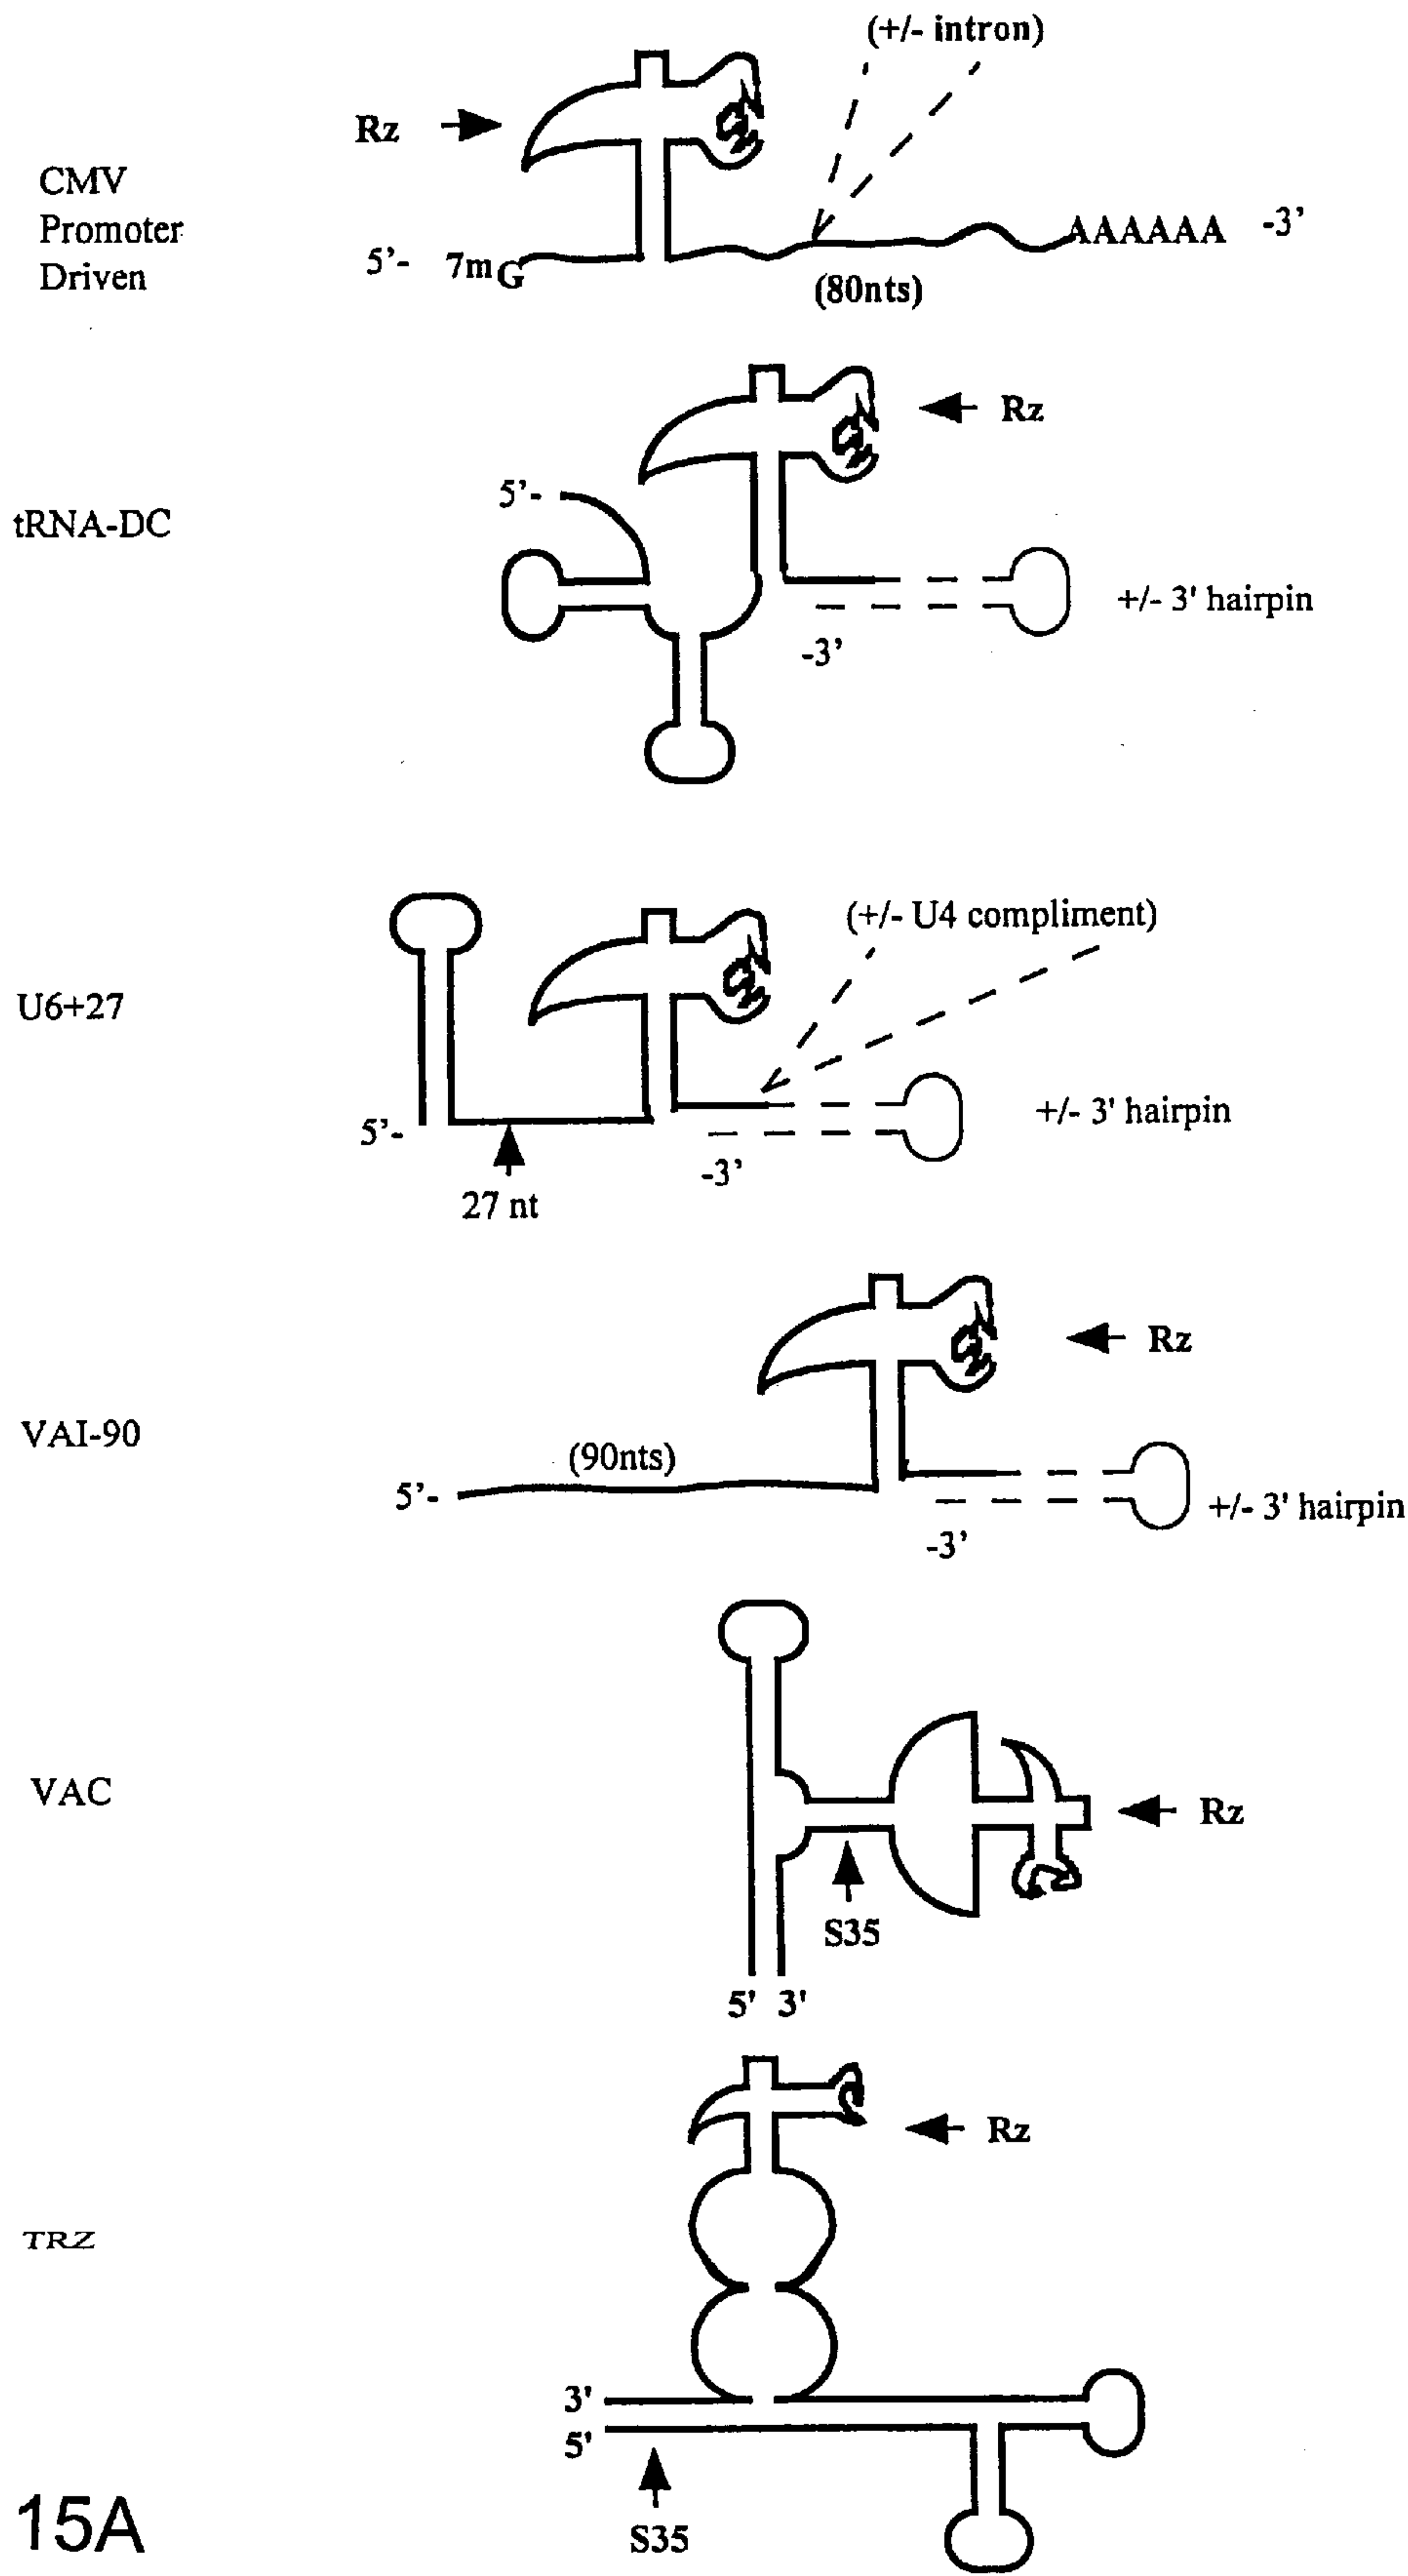 (+/- intron)
Rz
CMV
Promoter
Driven
5'- 7mG
AAAAAA -3'
(80nts)
Rz
5'-
tRNA-DC
+/- 3' hairpin
-3'
(+/- U4 compliment)
U6+27
+/- 3' hairpin
5'-
-3'
27 nt
Rz
VAI-90
(90nts)
5'-
+/- 3' hairpin
-3'
VAC
Rz
S35
5' 3'
Rz
TRZ
3'
5'
S35
15A